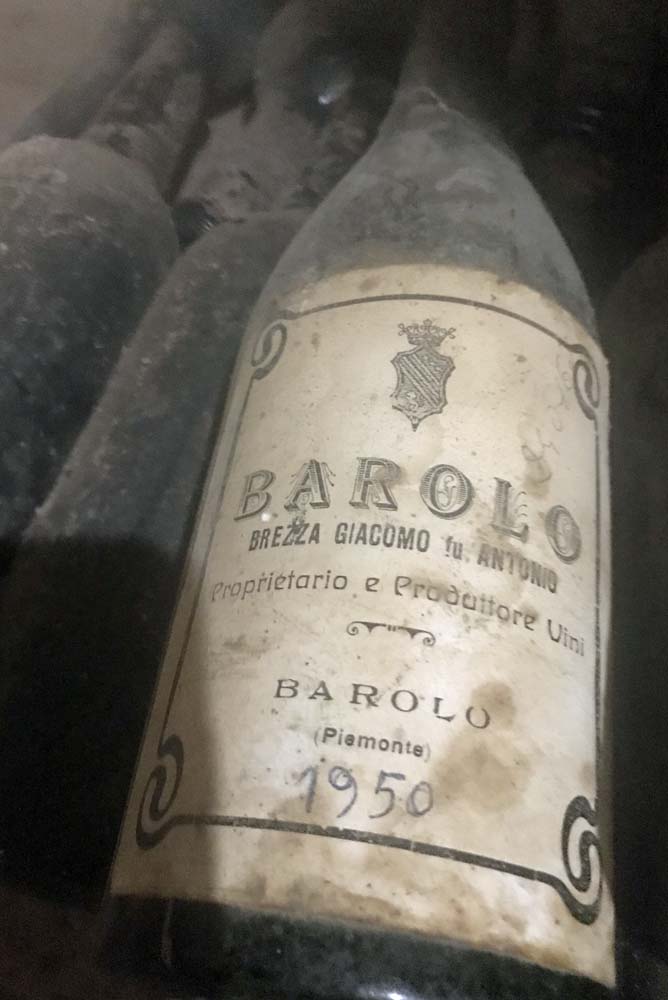 BAROLO
BREZZA GIACOMO fu. ANTONIO
Proprietario e Produttore Vini
BAROLO
(Piemonte)
1950